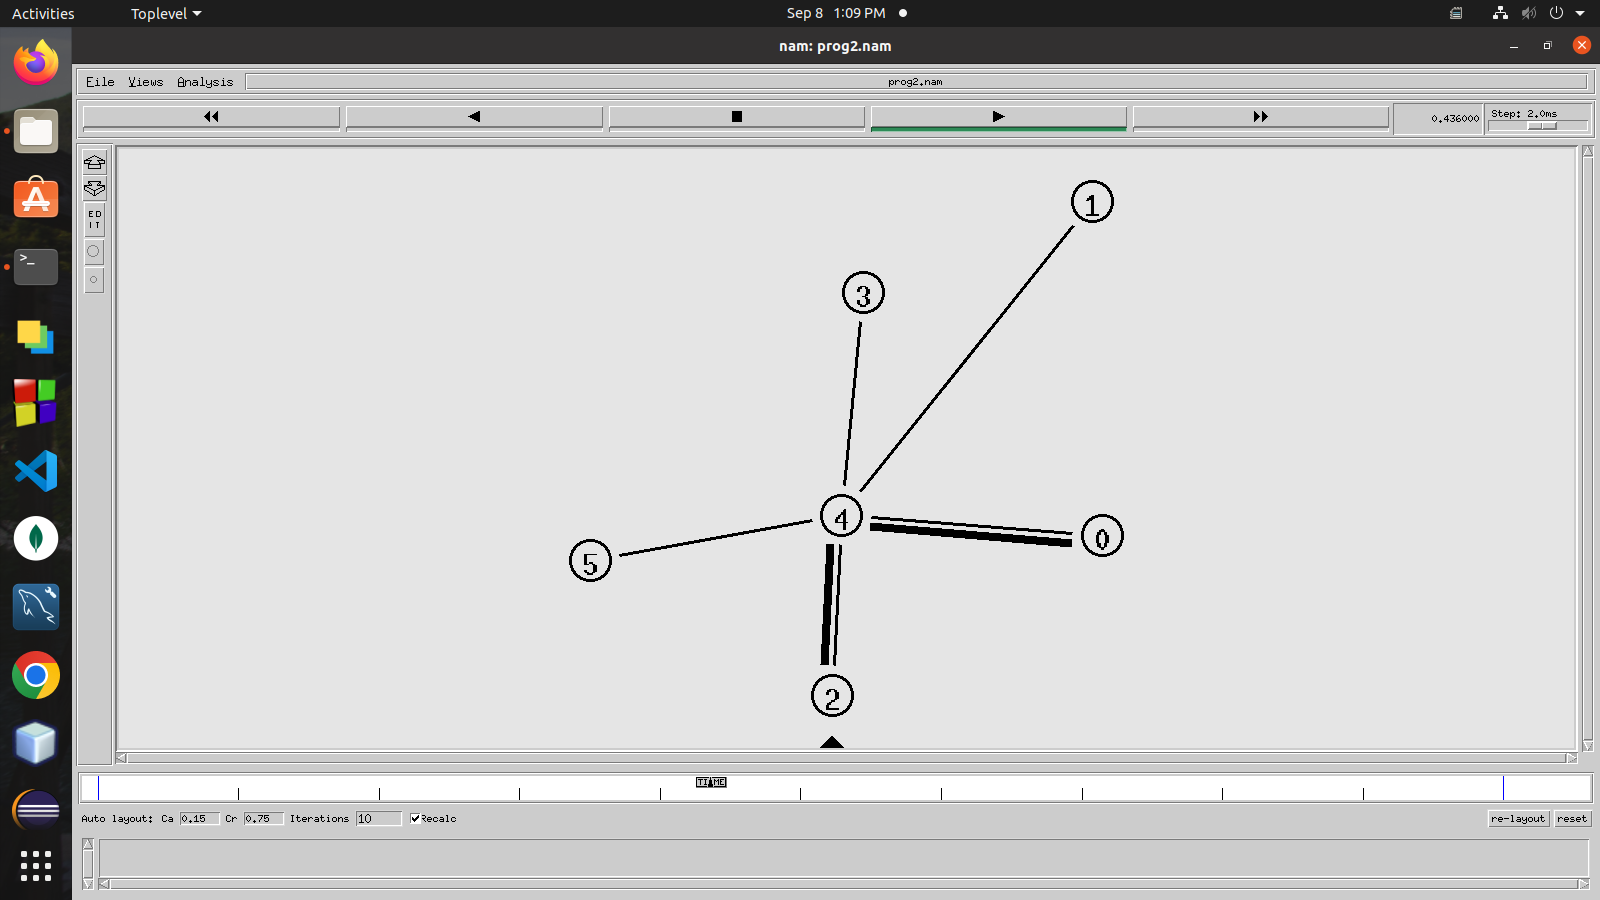 Activities Toplevel Sep 8 1:09 PM
nam: prog2.nam
File Views Analysis prog2.nam
0.436000 Step: 2.0ms
ED
IT
1
3
4
0
5
2
TIME
Auto layout: Ca 0.15 Cr 0.75 Iterations 10 Recalc re-layout reset